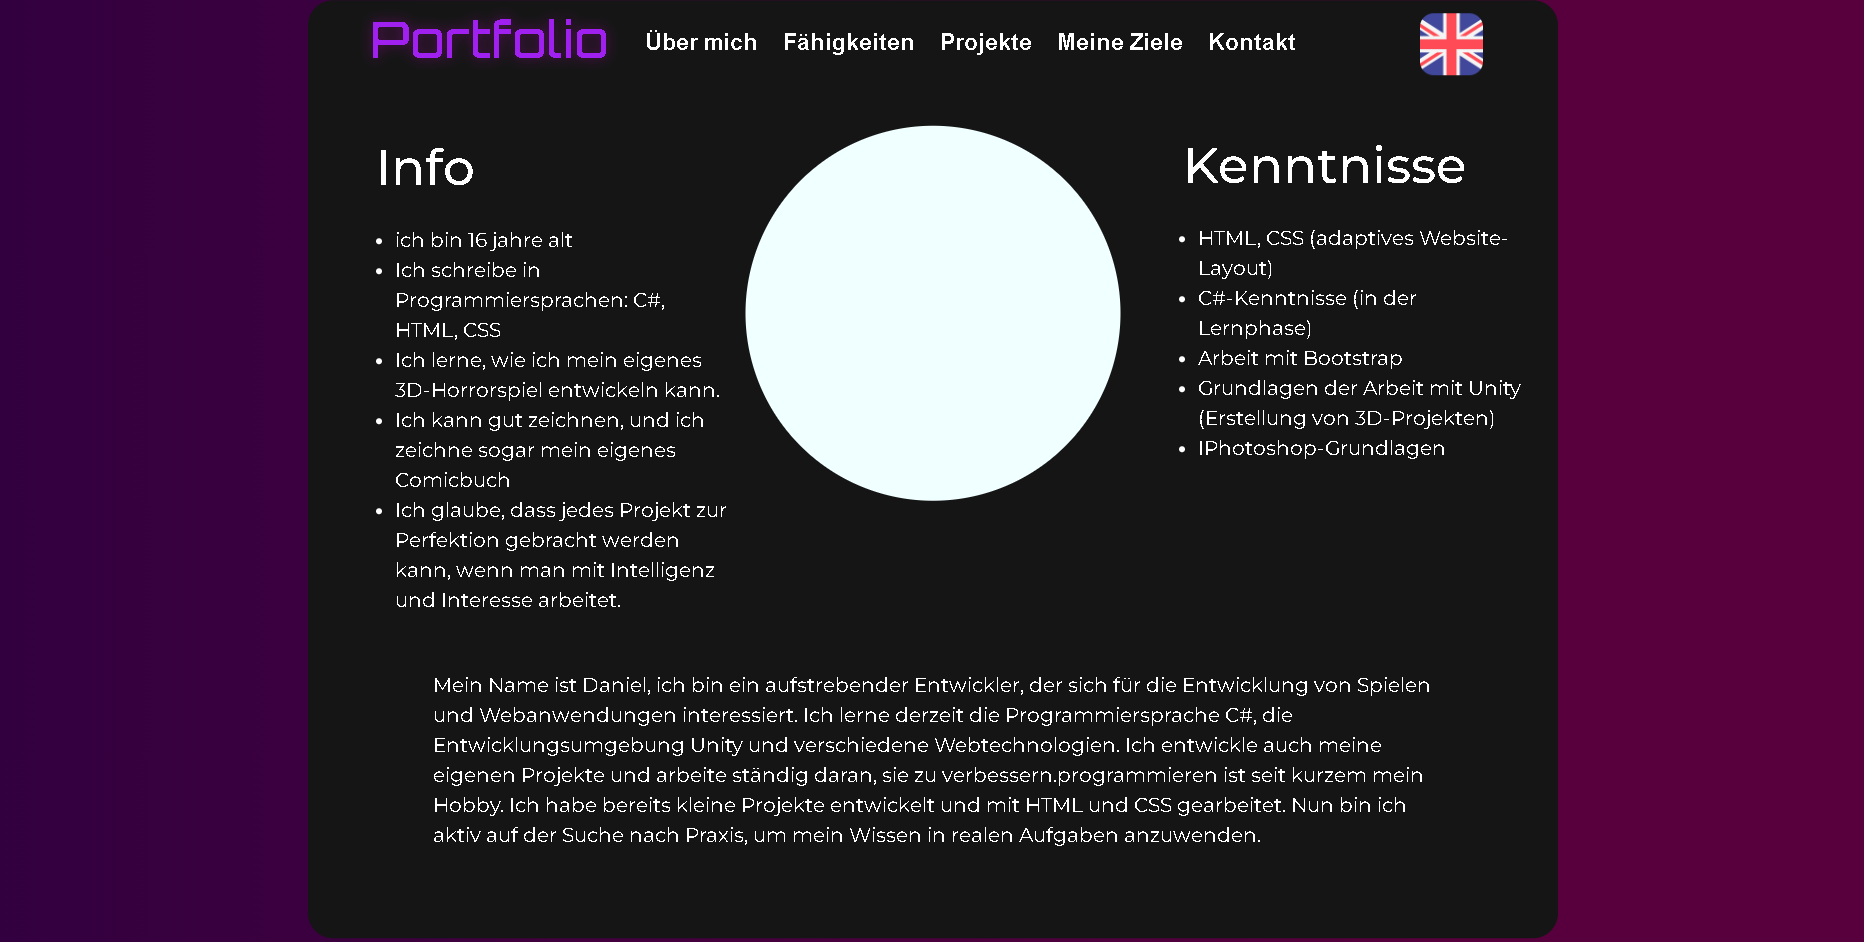 Portfolio
Über mich Fähigkeiten Projekte Meine Ziele Kontakt
Info
ich bin 16 jahre alt
Ich schreibe in
Programmiersprachen: C#,
HTML, CSS
Ich lerne, wie ich mein eigenes
3D-Horrorspiel entwickeln kann.
Ich kann gut zeichnen, und ich
zeichne sogar mein eigenes
Comicbuch
Ich glaube, dass jedes Projekt zur
Perfektion gebracht werden
kann, wenn man mit Intelligenz
und Interesse arbeitet.
Kenntnisse
HTML, CSS (adaptives Website-
Layout)
C#-Kenntnisse (in der
Lernphase)
Arbeit mit Bootstrap
Grundlagen der Arbeit mit Unity
(Erstellung von 3D-Projekten)
IPhotoshop-Grundlagen
Mein Name ist Daniel, ich bin ein aufstrebender Entwickler, der sich für die Entwicklung von Spielen
und Webanwendungen interessiert. Ich lerne derzeit die Programmiersprache C#, die
Entwicklungsumgebung Unity und verschiedene Webtechnologien. Ich entwickle auch meine
eigenen Projekte und arbeite ständig daran, sie zu verbessern.programmieren ist seit kurzem mein
Hobby. Ich habe bereits kleine Projekte entwickelt und mit HTML und CSS gearbeitet. Nun bin ich
aktiv auf der Suche nach Praxis, um mein Wissen in realen Aufgaben anzuwenden.